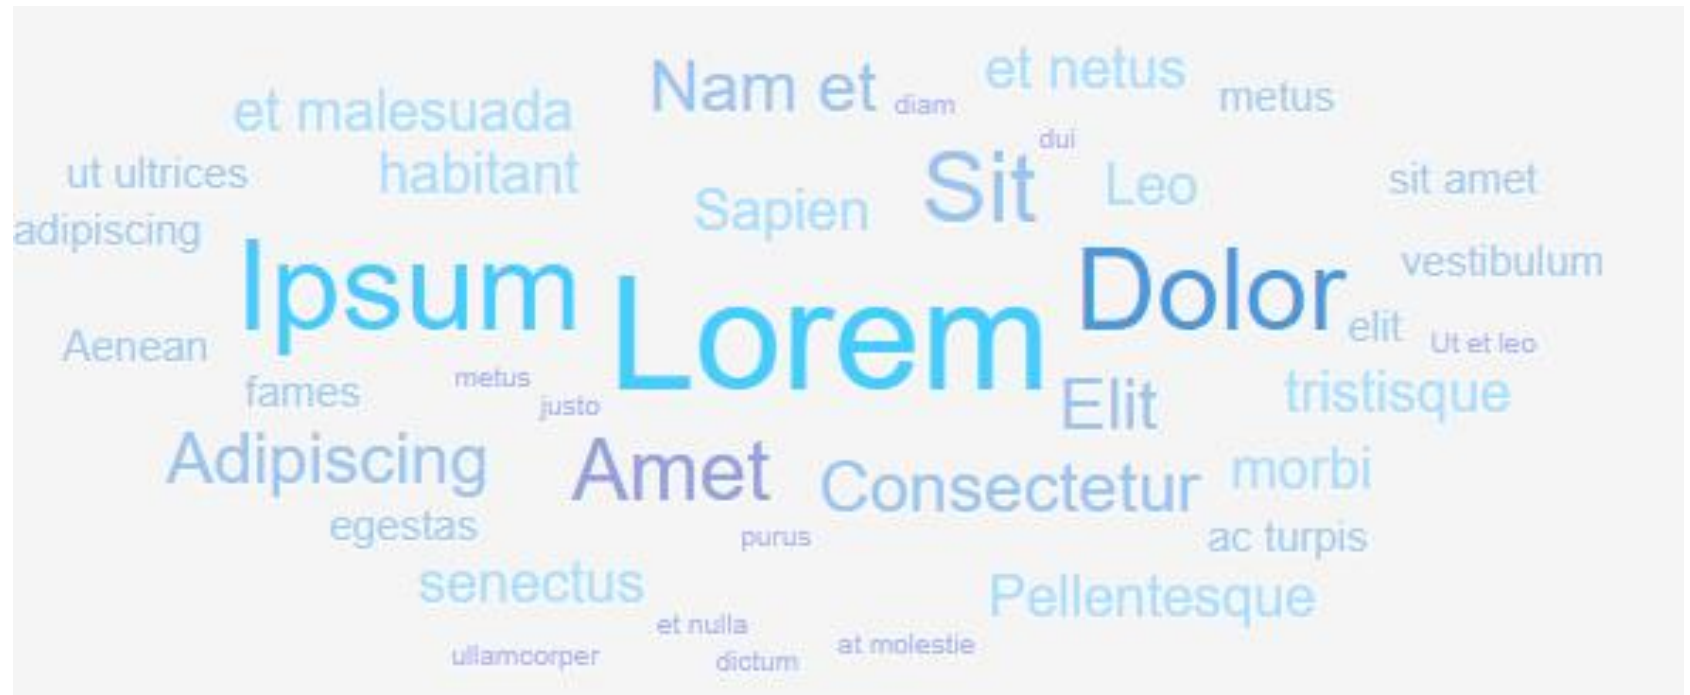 et netus
Nam et
diam
metus
et malesuada
dui
ut ultrices
habitant
Sit
Leo
sit amet
Sapien
adipiscing
Ipsum
Lorem
Dolor
vestibulum
elit
Ut et leo
Aenean
fames
metus
justo
Elit
tristisque
Adipiscing
Amet
Consectetur
morbi
egestas
purus
ac turpis
senectus
Pellentesque
et nulla
at molestie
ullamcorper
dictum